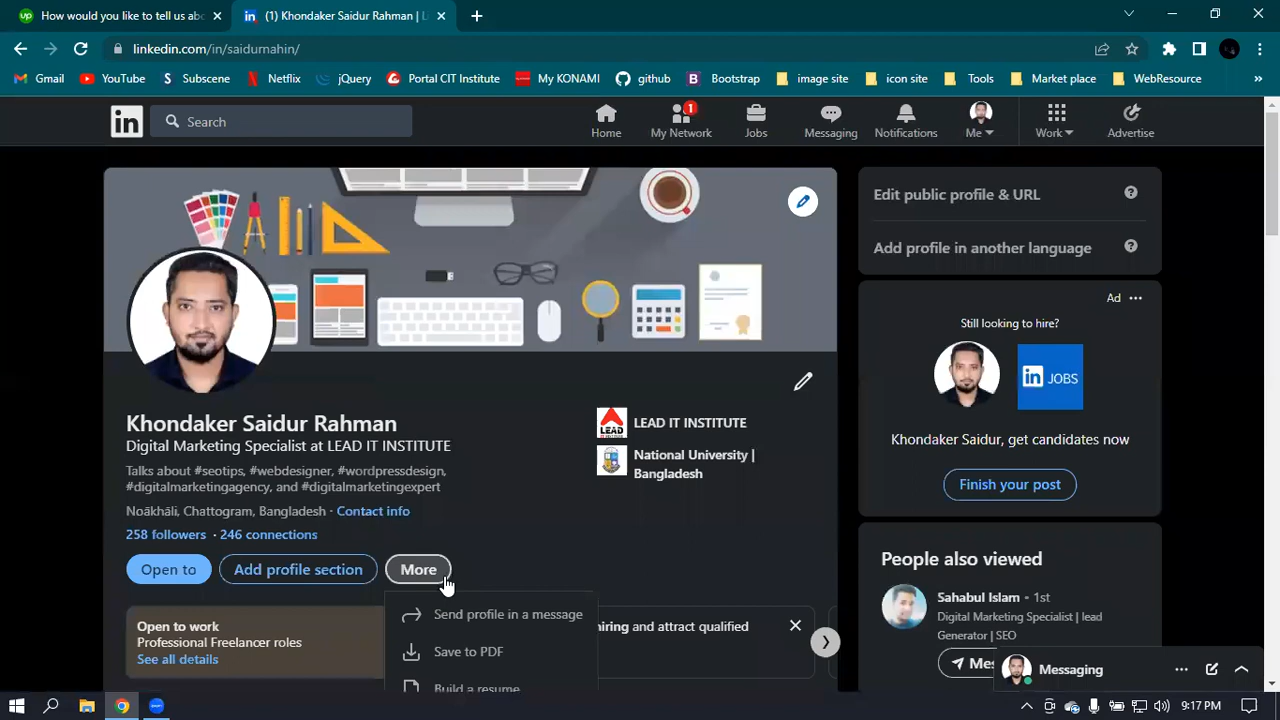 How would you like to tell us abo
(1) Khondaker Saidur Rahman | L
linkedin.com/in/saidurmahin/
Gmail
YouTube
Subscene
Netflix
jQuery
Portal CIT Institute
My KONAMI
github
Bootstrap
image site
icon site
Tools
Market place
WebResource
Search
Home
1
My Network
Jobs
Messaging
Notifications
Me
Work
Advertise
Khondaker Saidur Rahman
Digital Marketing Specialist at LEAD IT INSTITUTE
Talks about #seotips, #webdesigner, #wordpressdesign,
#digitalmarketingagency, and #digitalmarketingexpert
Noākhāli, Chattogram, Bangladesh · Contact info
258 followers · 246 connections
Open to
Add profile section
More
LEAD IT INSTITUTE
National University |
Bangladesh
Send profile in a message
Save to PDF
Build a resume
Open to work
Professional Freelancer roles
See all details
hiring and attract qualified
Edit public profile & URL
Add profile in another language
Ad
Still looking to hire?
in JOBS
Khondaker Saidur, get candidates now
Finish your post
People also viewed
Sahabul Islam • 1st
Digital Marketing Specialist | lead
Generator | SEO
Mes
Messaging
9:17 PM